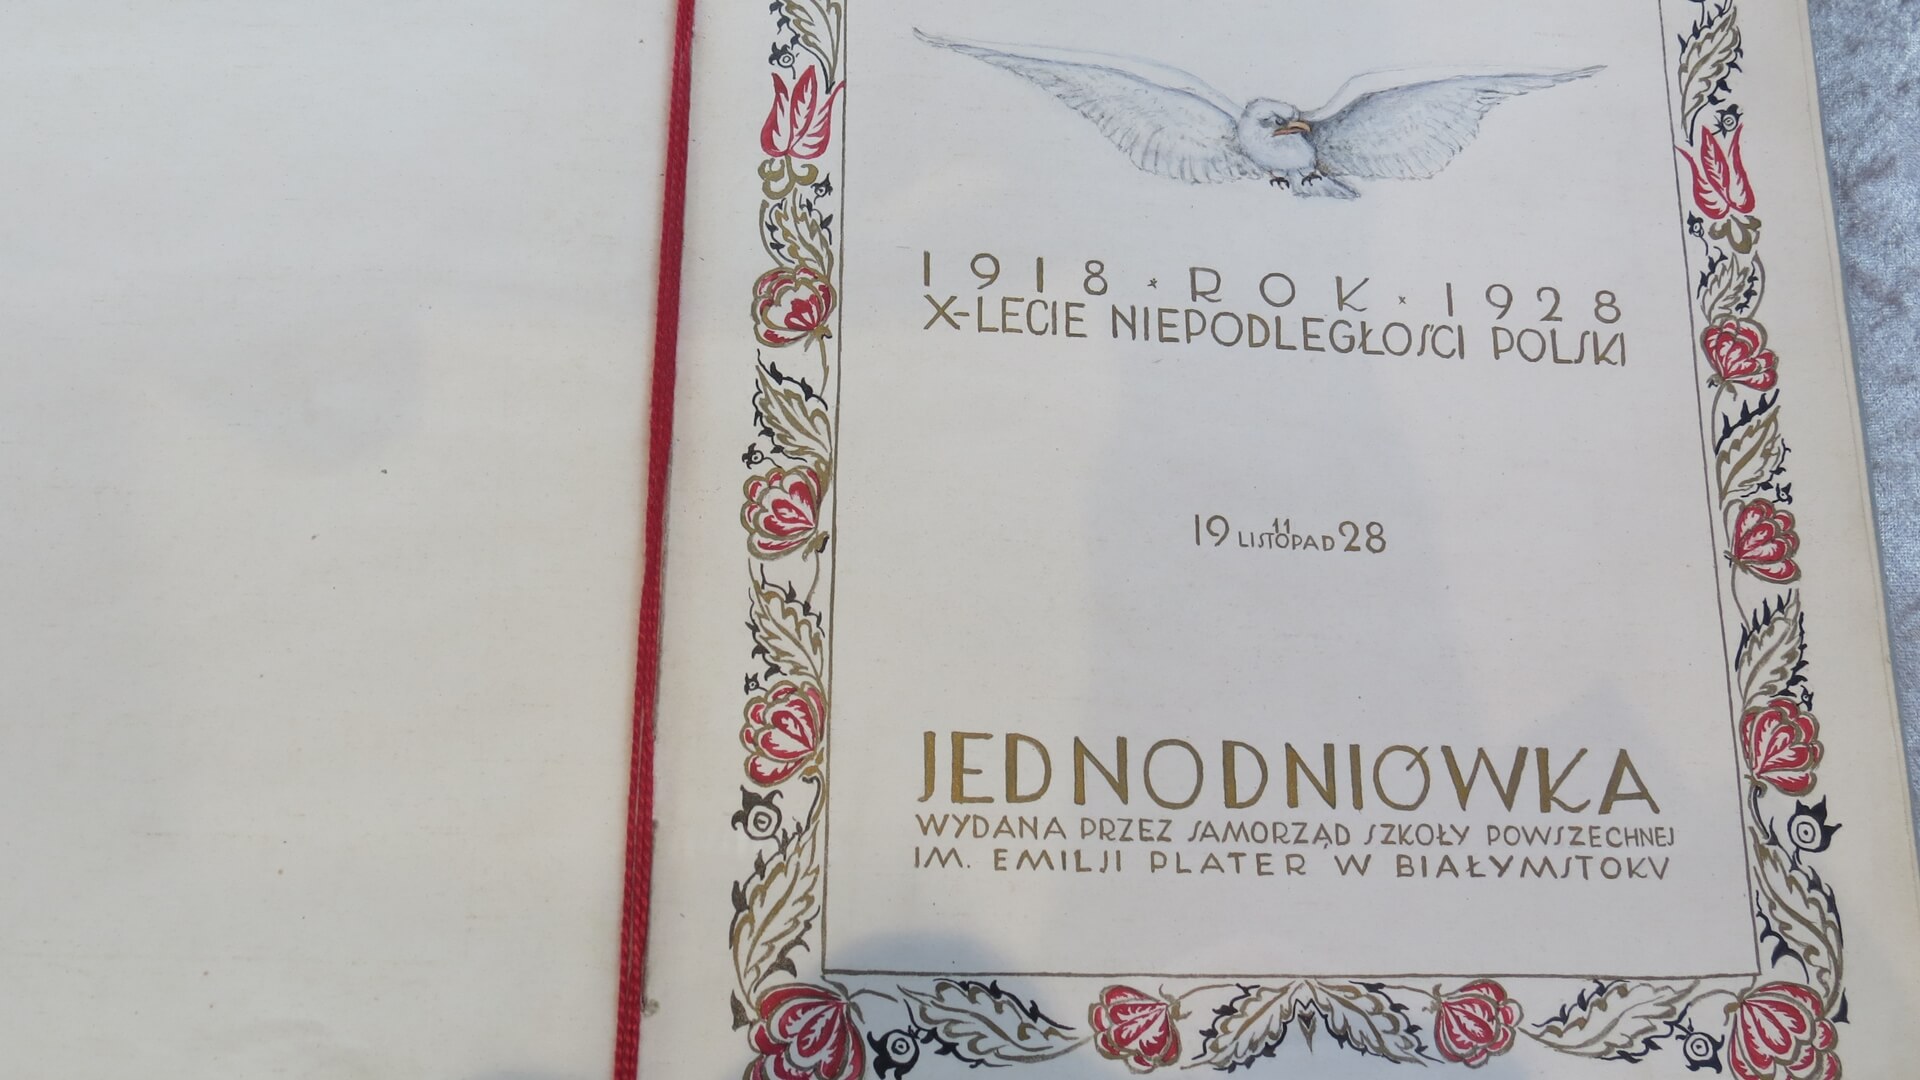 1918 * ROK * 1928
X-LECIE NIEPODLEGŁOŚCI POLSKI
19 11 LISTOPAD 28
JEDNODNIÓWKA
WYDANA PRZEZ SAMORZĄD SZKOŁY POWSZECHNEJ
IM. EMILJI PLATER W BIAŁYMSTOKU